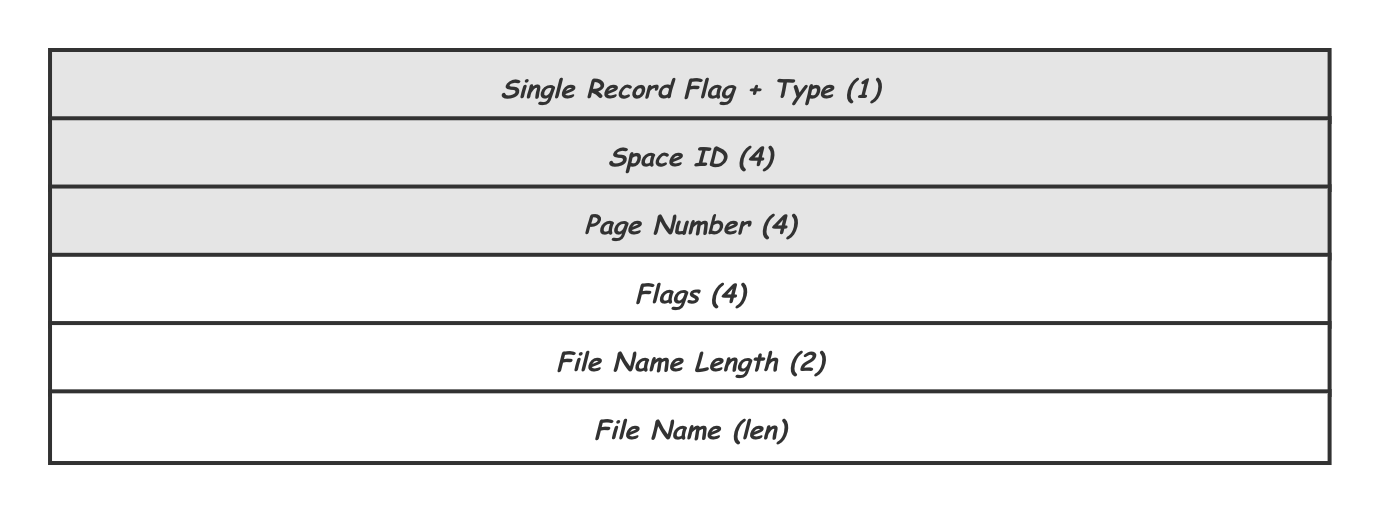 Single Record Flag + Type (1)
Space ID (4)
Page Number (4)
Flags (4)
File Name Length (2)
File Name (len)